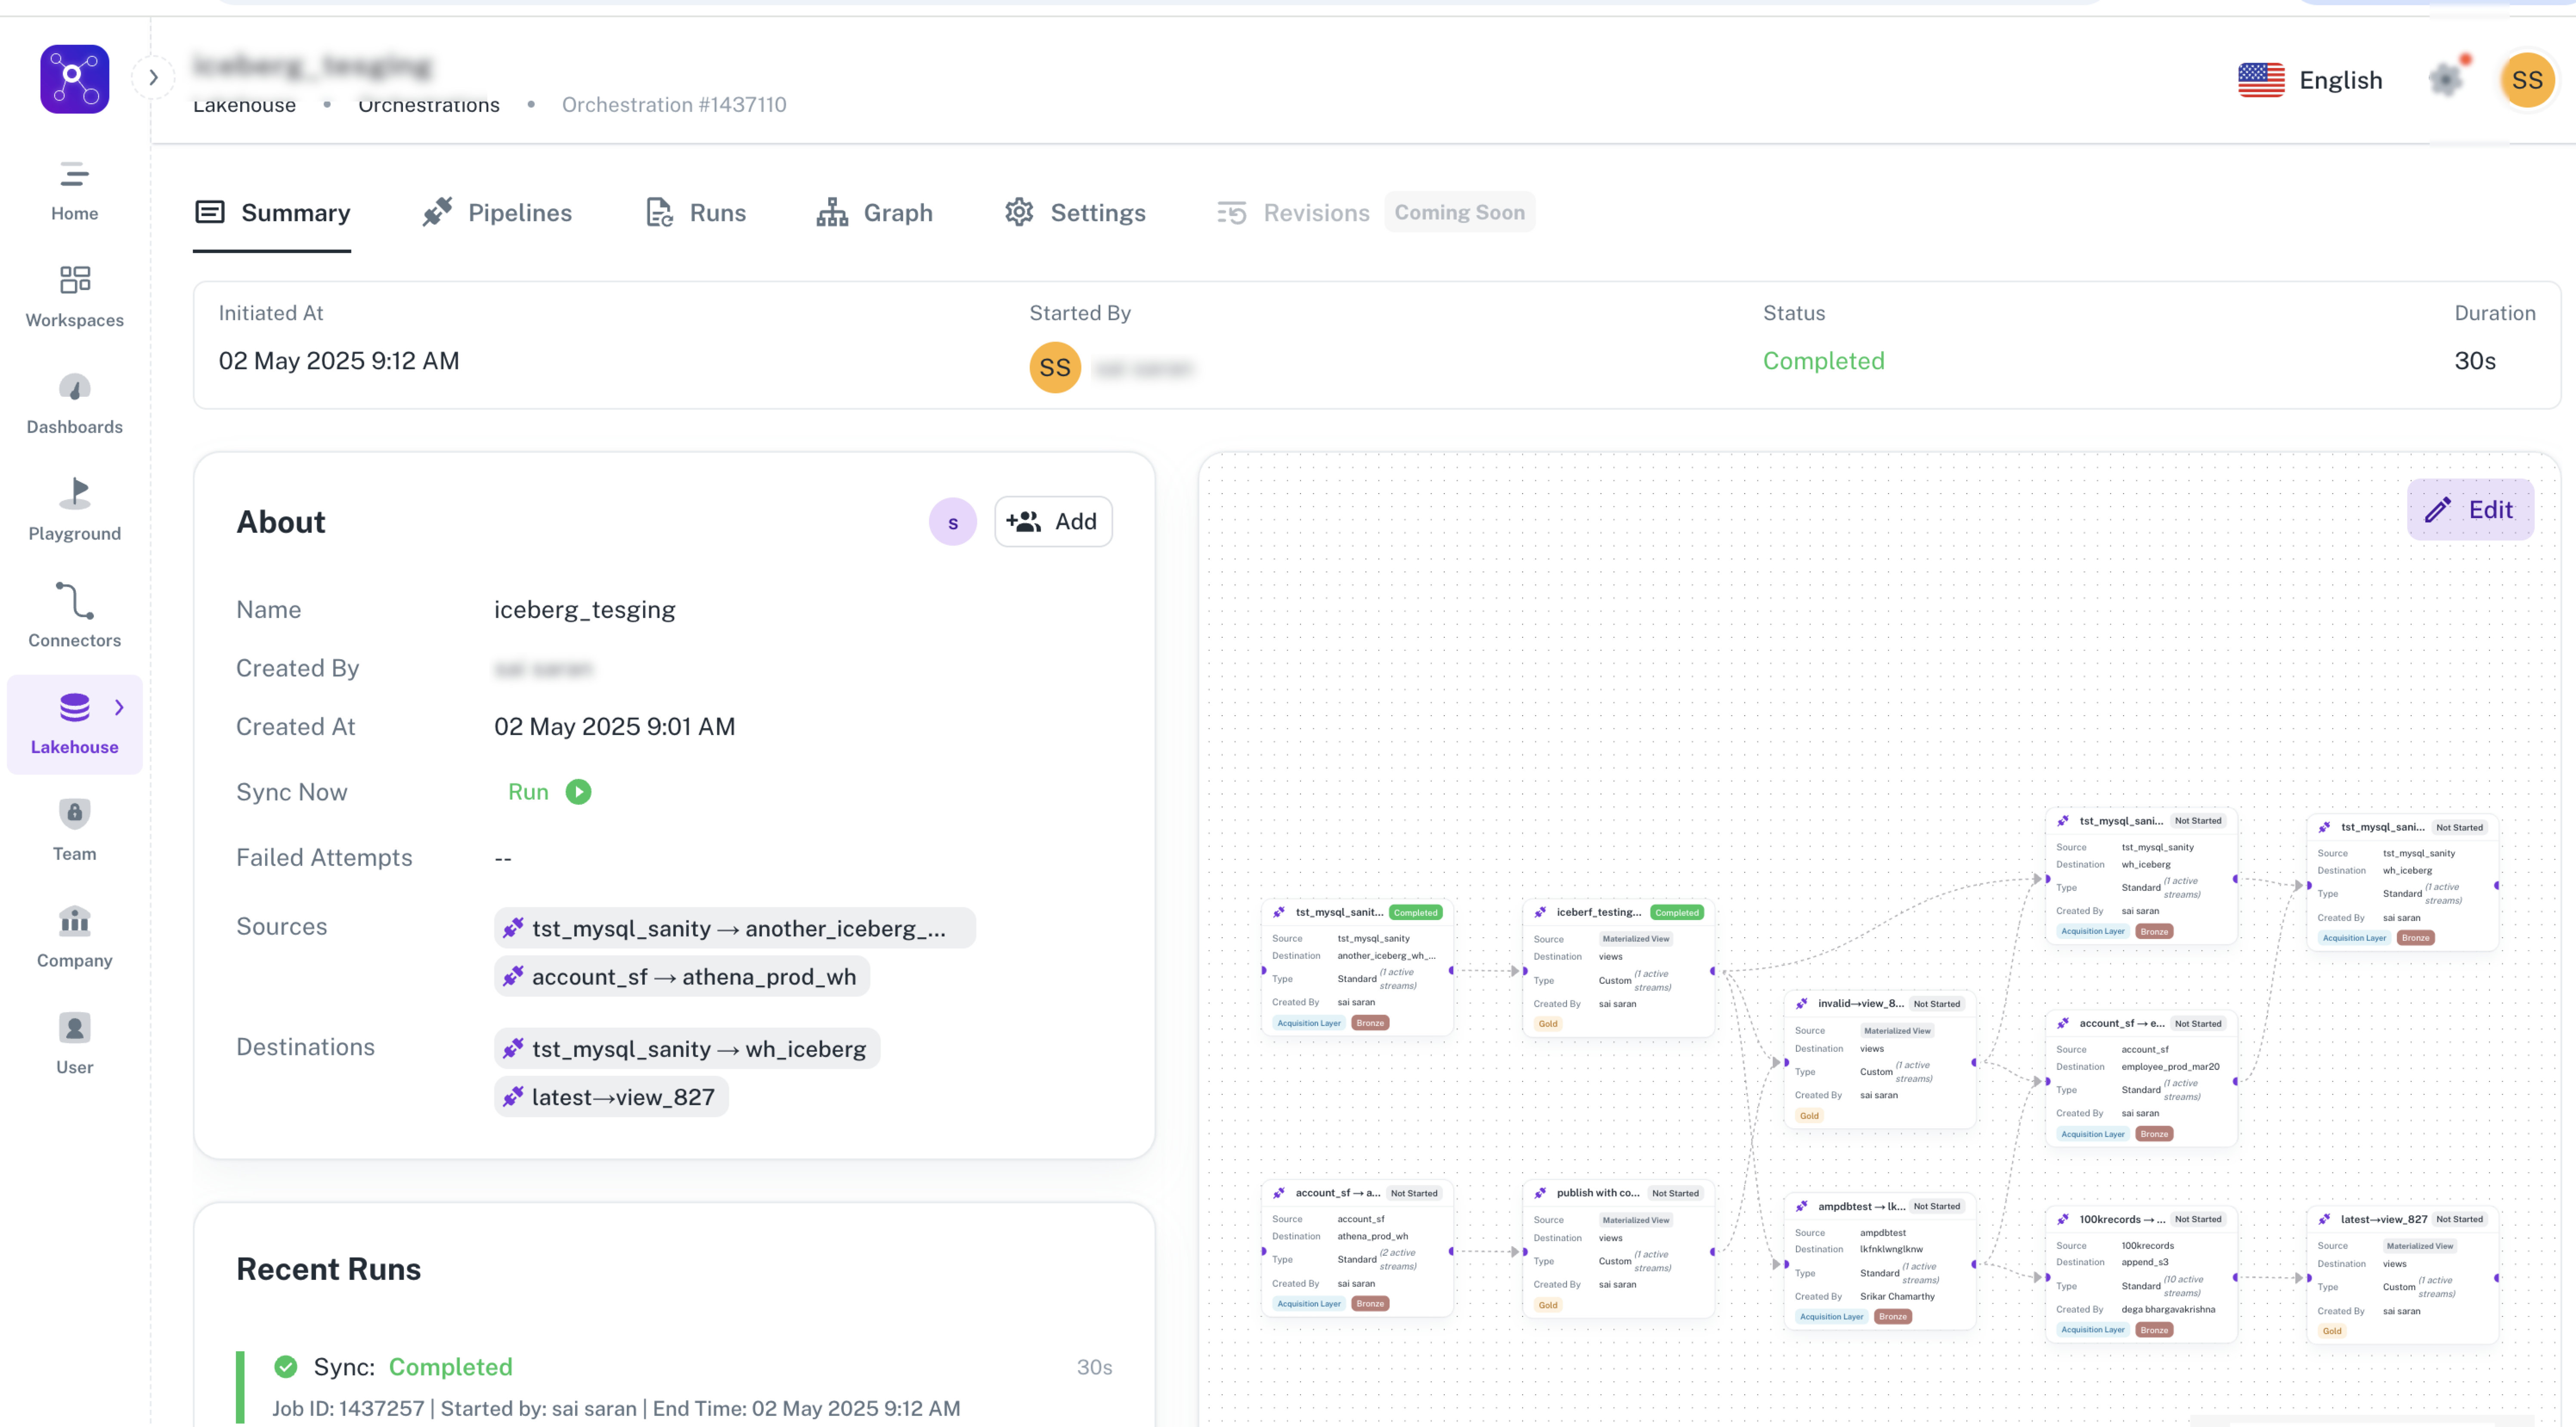 iceberg_tesging
Lakehouse • Orchestrations • Orchestration #1437110
English
SS
Home
Workspaces
Dashboards
Playground
Connectors
Lakehouse
Team
Company
User
Summary
Pipelines
Runs
Graph
Settings
Revisions
Coming Soon
Initiated At
02 May 2025 9:12 AM
Started By
SS sai saran
Status
Completed
Duration
30s
About
s
Add
Name iceberg_tesging
Created By sai saran
Created At 02 May 2025 9:01 AM
Sync Now Run
Failed Attempts --
Sources tst_mysql_sanity → another_iceberg_...
account_sf → athena_prod_wh
Destinations tst_mysql_sanity → wh_iceberg
latest→view_827
Recent Runs
Sync: Completed 30s
Job ID: 1437257 | Started by: sai saran | End Time: 02 May 2025 9:12 AM
Edit
tst_mysql_sanit... Completed
Source tst_mysql_sanity
Destination another_iceberg_wh_...
Type Standard (1 active
streams)
Created By sai saran
Acquisition Layer Bronze
iceberf_testing... Completed
Source Materialized View
Destination views
Type Custom (1 active
streams)
Created By sai saran
Gold
account_sf → a... Not Started
Source account_sf
Destination athena_prod_wh
Type Standard (2 active
streams)
Created By sai saran
Acquisition Layer Bronze
publish with co... Not Started
Source Materialized View
Destination views
Type Custom (1 active
streams)
Created By sai saran
Gold
invalid→view_8... Not Started
Source Materialized View
Destination views
Type Custom (1 active
streams)
Created By sai saran
Gold
ampdbtest → lk... Not Started
Source ampdbtest
Destination lkfnklwnglknw
Type Standard (1 active
streams)
Created By Srikar Chamarthy
Acquisition Layer Bronze
tst_mysql_sani... Not Started
Source tst_mysql_sanity
Destination wh_iceberg
Type Standard (1 active
streams)
Created By sai saran
Acquisition Layer Bronze
account_sf → e... Not Started
Source account_sf
Destination employee_prod_mar20
Type Standard (1 active
streams)
Created By sai saran
Acquisition Layer Bronze
100krecords → ... Not Started
Source 100krecords
Destination append_s3
Type Standard (10 active
streams)
Created By dega bhargavakrishna
Acquisition Layer Bronze
tst_mysql_sani... Not Started
Source tst_mysql_sanity
Destination wh_iceberg
Type Standard (1 active
streams)
Created By sai saran
Acquisition Layer Bronze
latest→view_827 Not Started
Source Materialized View
Destination views
Type Custom (1 active
streams)
Created By sai saran
Gold